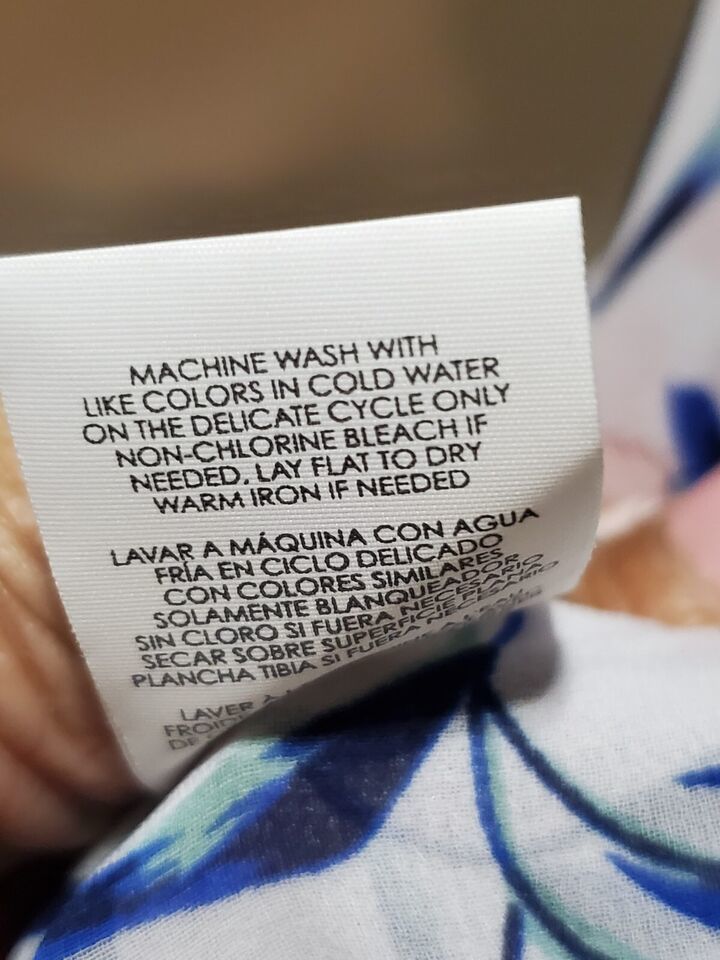 MACHINE WASH WITH
LIKE COLORS IN COLD WATER
ON THE DELICATE CYCLE ONLY
NON-CHLORINE BLEACH IF
NEEDED. LAY FLAT TO DRY
WARM IRON IF NEEDED
LAVAR A MÁQUINA CON AGUA
FRÍA EN CICLO DELICADO
CON COLORES SIMILARES
SOLAMENTE BLANQUEADOR
SIN CLORO SI FUERA NECESARIO
SECAR SOBRE SUPERFICIE PLANA
PLANCHA TIBIA SI FUERA NECESARIO
LAVER À
DE